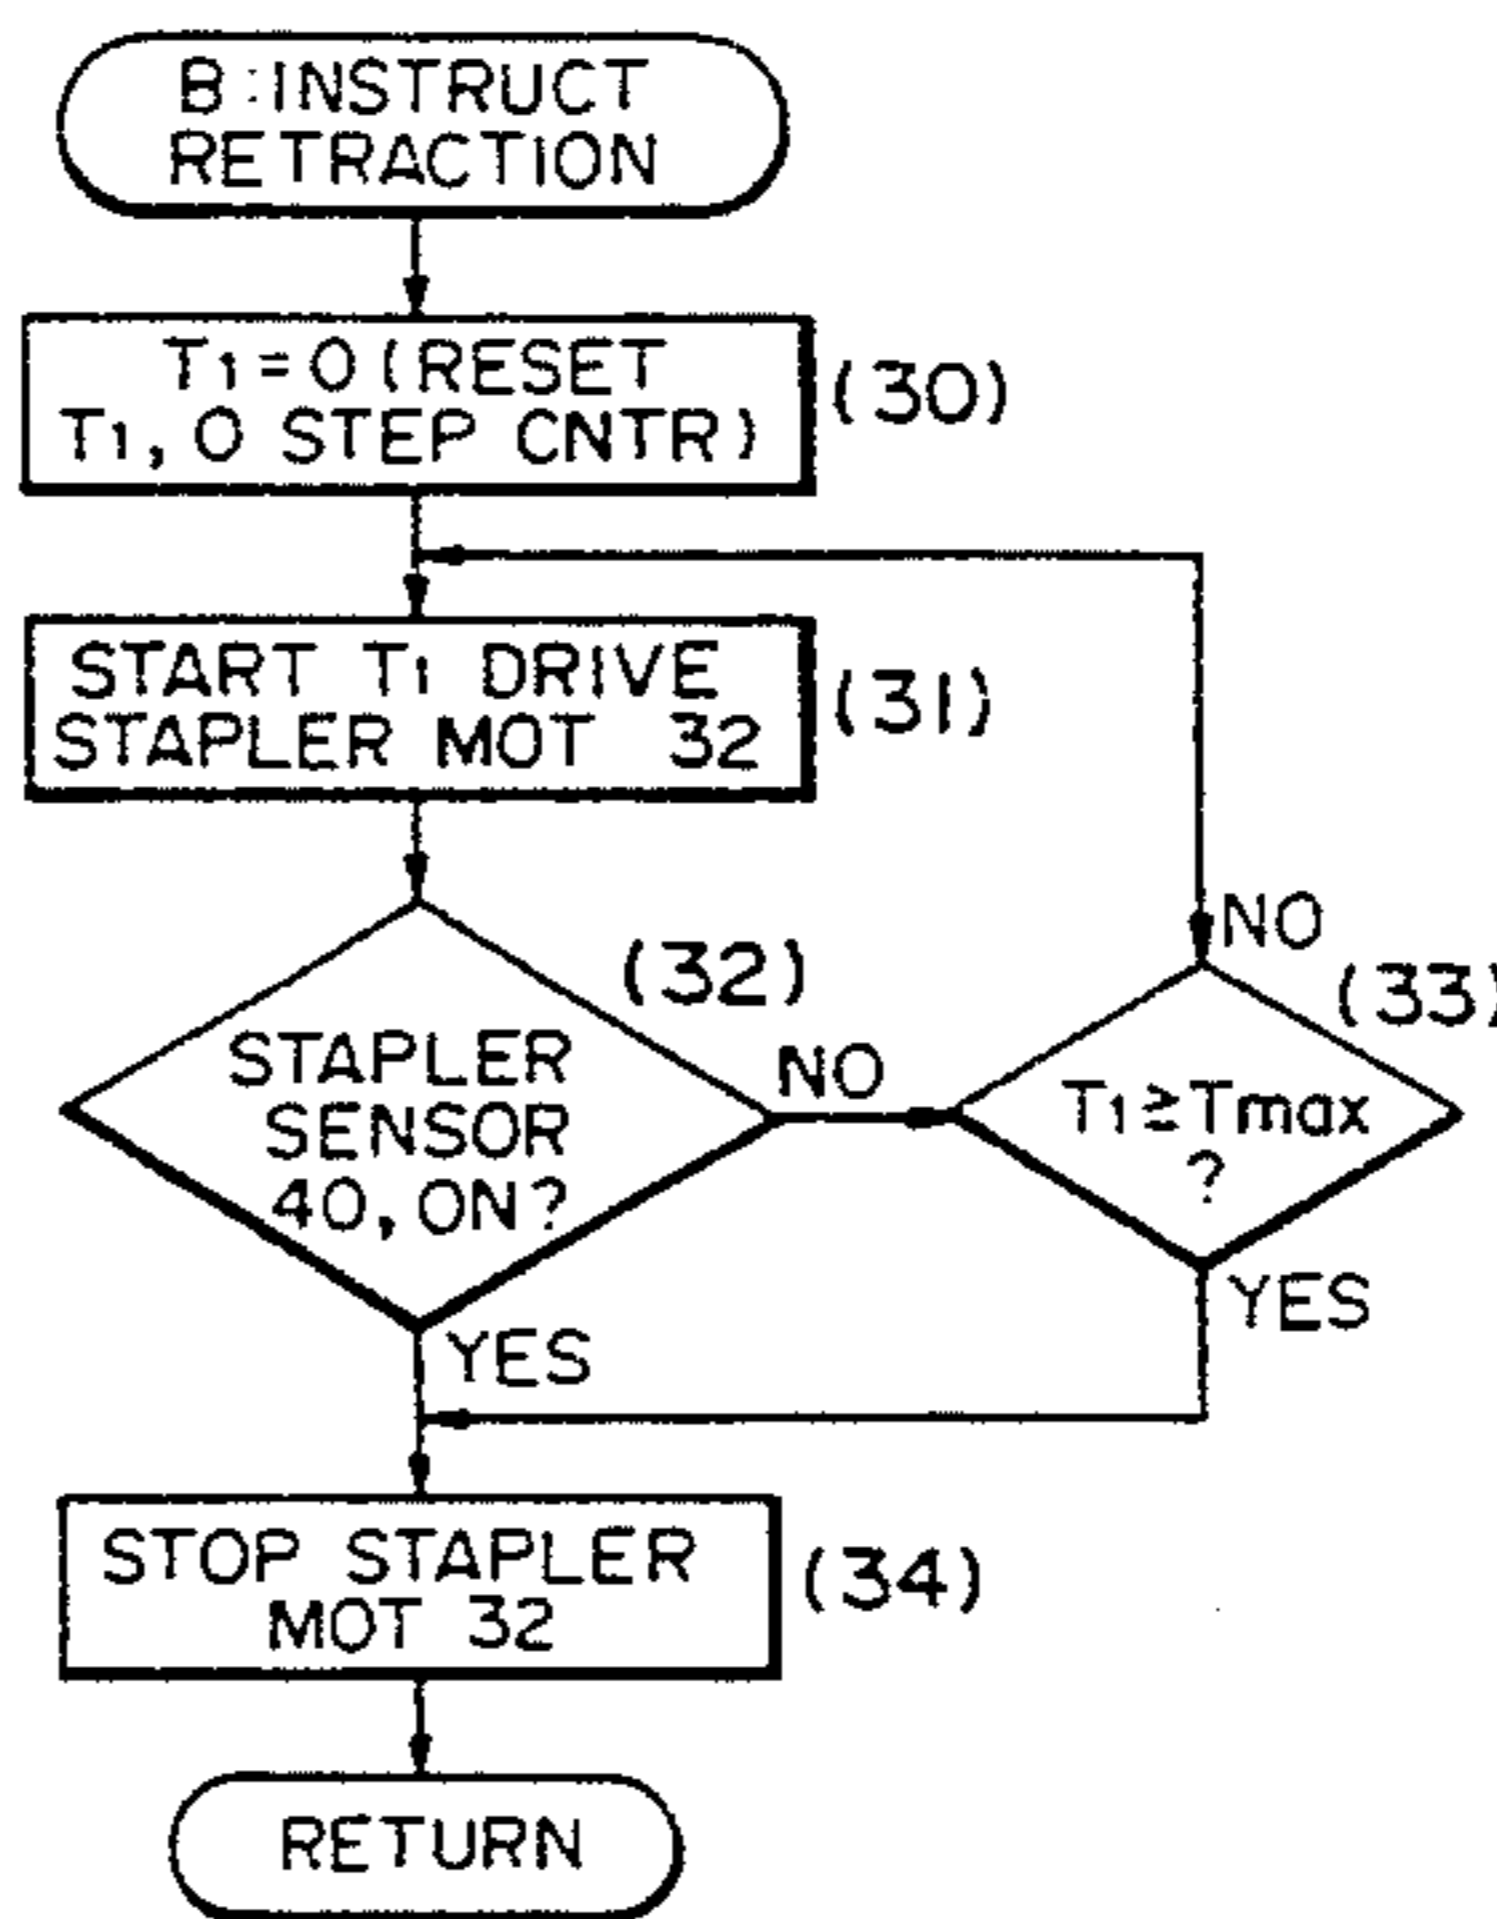 B:INSTRUCT
RETRACTION
T1=0(RESET
T1,0 STEP CNTR)
(30)
START T1 DRIVE
STAPLER MOT 32
(31)
STAPLER
SENSOR
40,ON?
(32)
NO
YES
T1≥Tmax
?
(33)
NO
YES
STOP STAPLER
MOT 32
(34)
RETURN